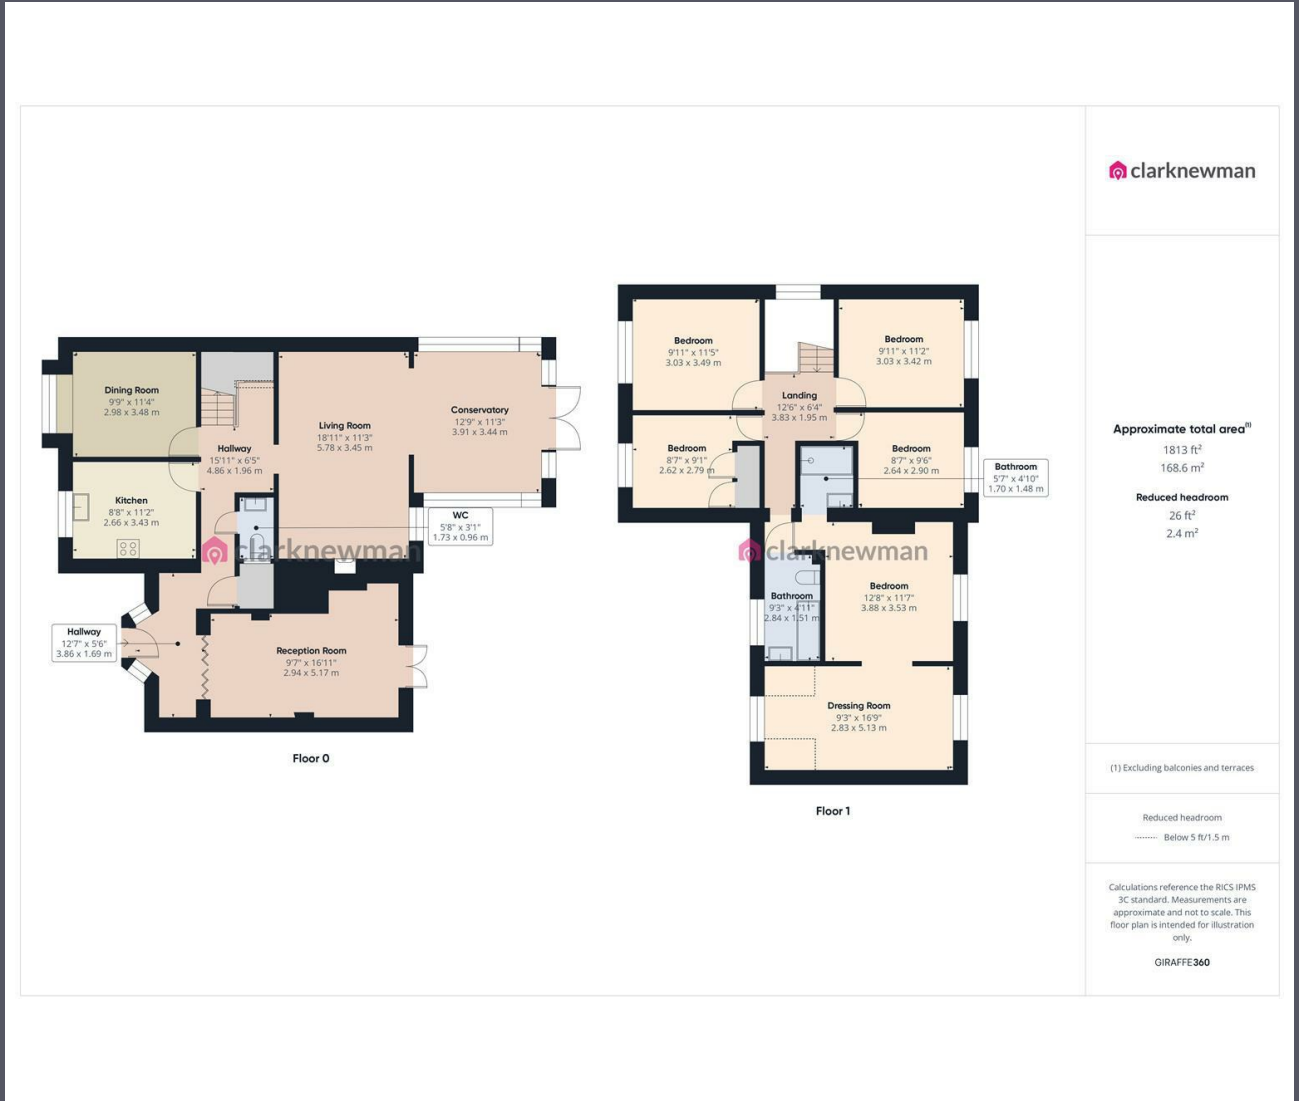 clarknewman
Approximate total area(1)
1813 ft²
168.6 m²
Reduced headroom
26 ft²
2.4 m²
(1) Excluding balconies and terraces
Reduced headroom
Below 5 ft/1.5 m
Calculations reference the RICS IPMS
3C standard. Measurements are
approximate and not to scale. This
floor plan is intended for illustration
only.
GIRAFFE360
Dining Room
9'9" x 11'4"
2.98 x 3.48 m
Kitchen
8'8" x 11'2"
2.66 x 3.43 m
Hallway
15'11" x 6'5"
4.86 x 1.96 m
Living Room
18'11" x 11'3"
5.78 x 3.45 m
Conservatory
12'9" x 11'3"
3.91 x 3.44 m
WC
5'8" x 3'1"
1.73 x 0.96 m
clarknewman
Hallway
12'7" x 5'6"
3.86 x 1.69 m
Reception Room
9'7" x 16'11"
2.94 x 5.17 m
Floor 0
Bedroom
9'11" x 11'5"
3.03 x 3.49 m
Bedroom
9'11" x 11'2"
3.03 x 3.42 m
Landing
12'6" x 6'4"
3.83 x 1.95 m
Bedroom
8'7" x 9'1"
2.62 x 2.79 m
Bedroom
8'7" x 9'6"
2.64 x 2.90 m
Bathroom
5'7" x 4'10"
1.70 x 1.48 m
clarknewman
Bedroom
12'8" x 11'7"
3.88 x 3.53 m
Bathroom
9'3" x 4'11"
2.84 x 1.51 m
Dressing Room
9'3" x 16'9"
2.83 x 5.13 m
Floor 1